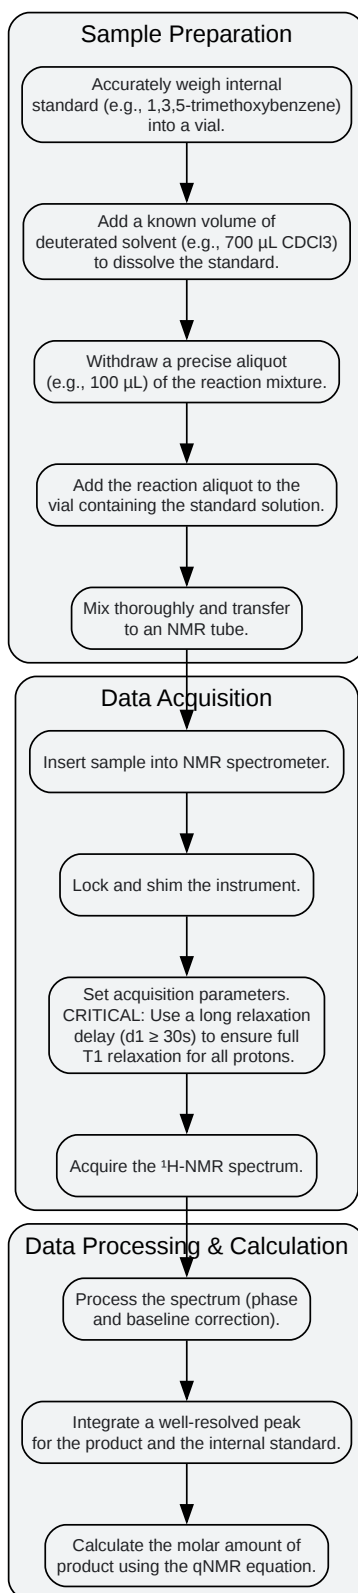 Sample Preparation
Accurately weigh internal
standard (e.g., 1,3,5-trimethoxybenzene)
into a vial.
Add a known volume of
deuterated solvent (e.g., 700 µL CDCl3)
to dissolve the standard.
Withdraw a precise aliquot
(e.g., 100 µL) of the reaction mixture.
Add the reaction aliquot to the
vial containing the standard solution.
Mix thoroughly and transfer
to an NMR tube.
Data Acquisition
Insert sample into NMR spectrometer.
Lock and shim the instrument.
Set acquisition parameters.
CRITICAL: Use a long relaxation
delay (d1 ≥ 30s) to ensure full
T1 relaxation for all protons.
Acquire the ¹H-NMR spectrum.
Data Processing & Calculation
Process the spectrum (phase
and baseline correction).
Integrate a well-resolved peak
for the product and the internal standard.
Calculate the molar amount of
product using the qNMR equation.